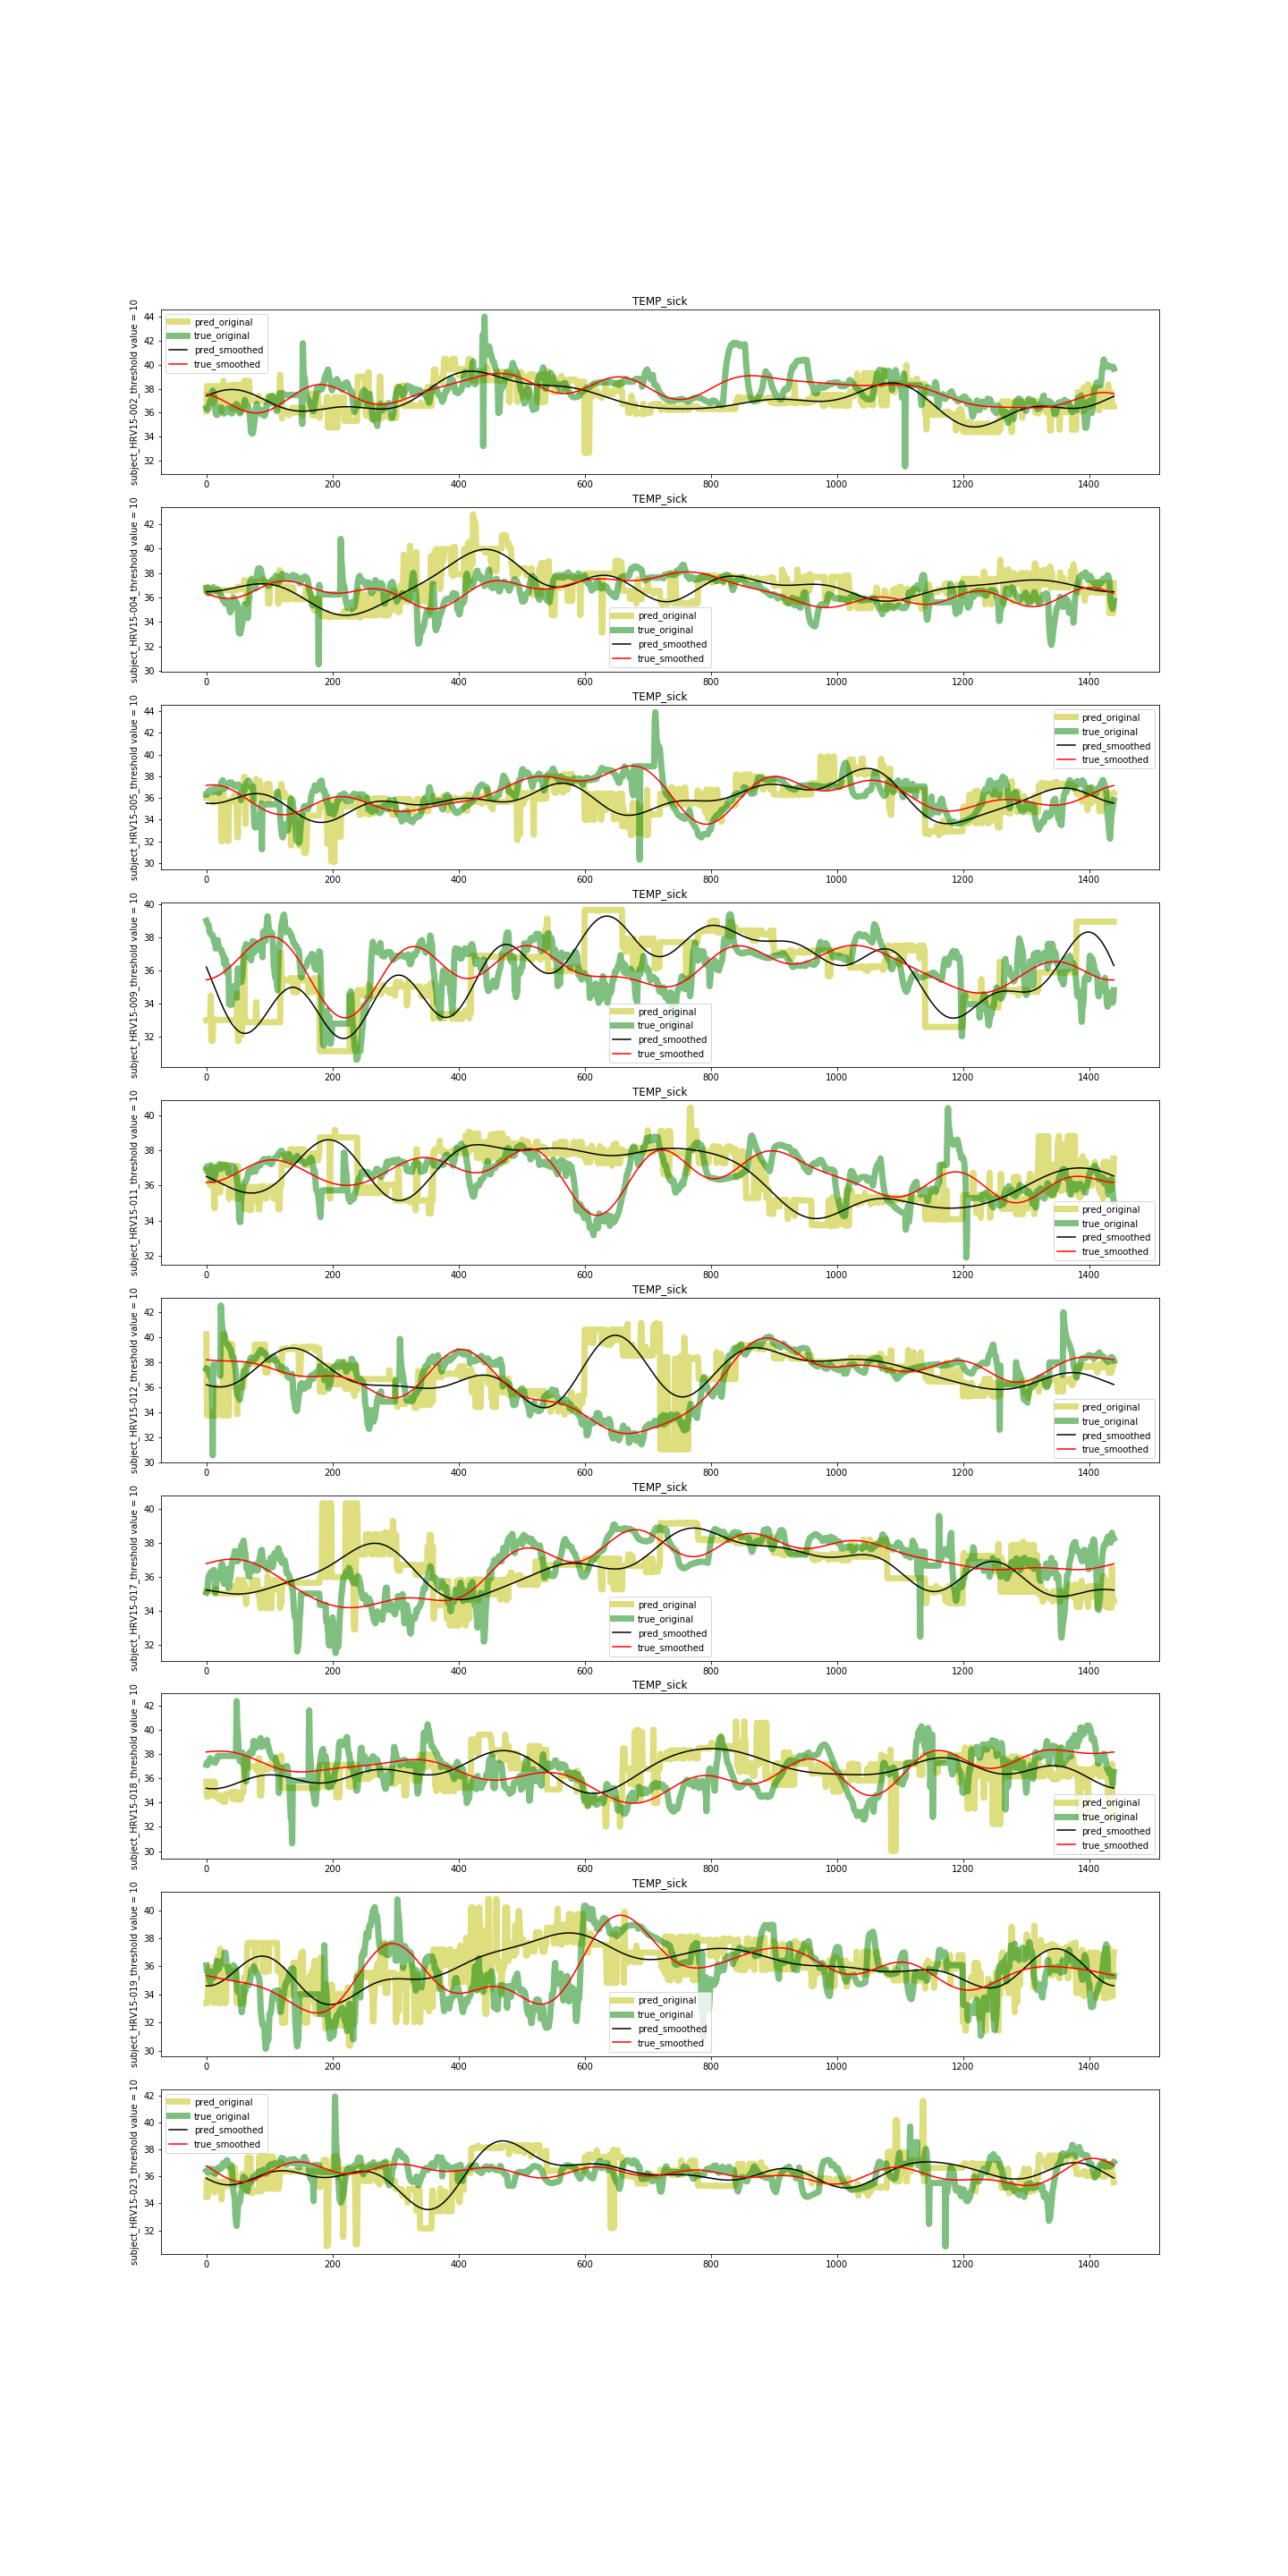 TEMP_sick
subject_HRV15-002_threshold value = 10
44
42
40
38
36
34
32
pred_original
true_original
pred_smoothed
true_smoothed
0 200 400 600 800 1000 1200 1400
TEMP_sick
subject_HRV15-004_threshold value = 10
42
40
38
36
34
32
30
pred_original
true_original
pred_smoothed
true_smoothed
0 200 400 600 800 1000 1200 1400
TEMP_sick
subject_HRV15-005_threshold value = 10
44
42
40
38
36
34
32
30
pred_original
true_original
pred_smoothed
true_smoothed
0 200 400 600 800 1000 1200 1400
TEMP_sick
subject_HRV15-009_threshold value = 10
40
38
36
34
32
pred_original
true_original
pred_smoothed
true_smoothed
0 200 400 600 800 1000 1200 1400
TEMP_sick
subject_HRV15-011_threshold value = 10
40
38
36
34
32
pred_original
true_original
pred_smoothed
true_smoothed
0 200 400 600 800 1000 1200 1400
TEMP_sick
subject_HRV15-012_threshold value = 10
42
40
38
36
34
32
30
pred_original
true_original
pred_smoothed
true_smoothed
0 200 400 600 800 1000 1200 1400
TEMP_sick
subject_HRV15-017_threshold value = 10
40
38
36
34
32
pred_original
true_original
pred_smoothed
true_smoothed
0 200 400 600 800 1000 1200 1400
TEMP_sick
subject_HRV15-018_threshold value = 10
42
40
38
36
34
32
30
pred_original
true_original
pred_smoothed
true_smoothed
0 200 400 600 800 1000 1200 1400
TEMP_sick
subject_HRV15-019_threshold value = 10
40
38
36
34
32
30
pred_original
true_original
pred_smoothed
true_smoothed
0 200 400 600 800 1000 1200 1400
TEMP_sick
subject_HRV15-023_threshold value = 10
42
40
38
36
34
32
pred_original
true_original
pred_smoothed
true_smoothed
0 200 400 600 800 1000 1200 1400